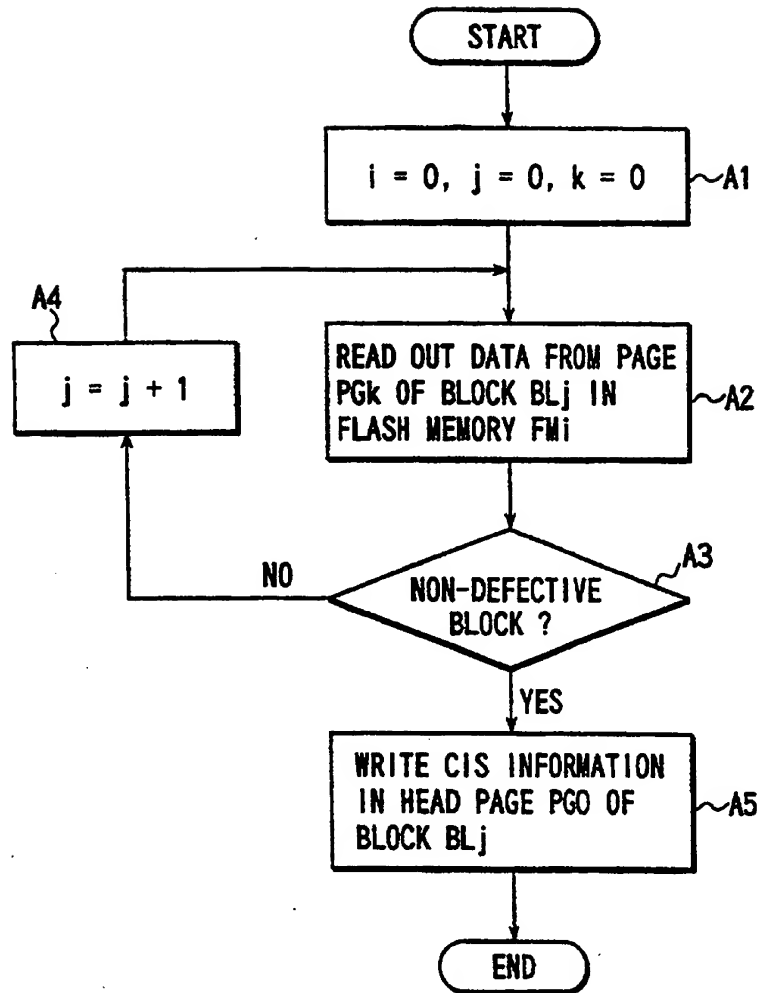 START
i = 0, j = 0, k = 0
A1
A4
j = j + 1
READ OUT DATA FROM PAGE
PGk OF BLOCK BLj IN
FLASH MEMORY FMi
A2
A3
NO
NON-DEFECTIVE
BLOCK ?
YES
WRITE CIS INFORMATION
IN HEAD PAGE PG0 OF
BLOCK BLj
A5
END